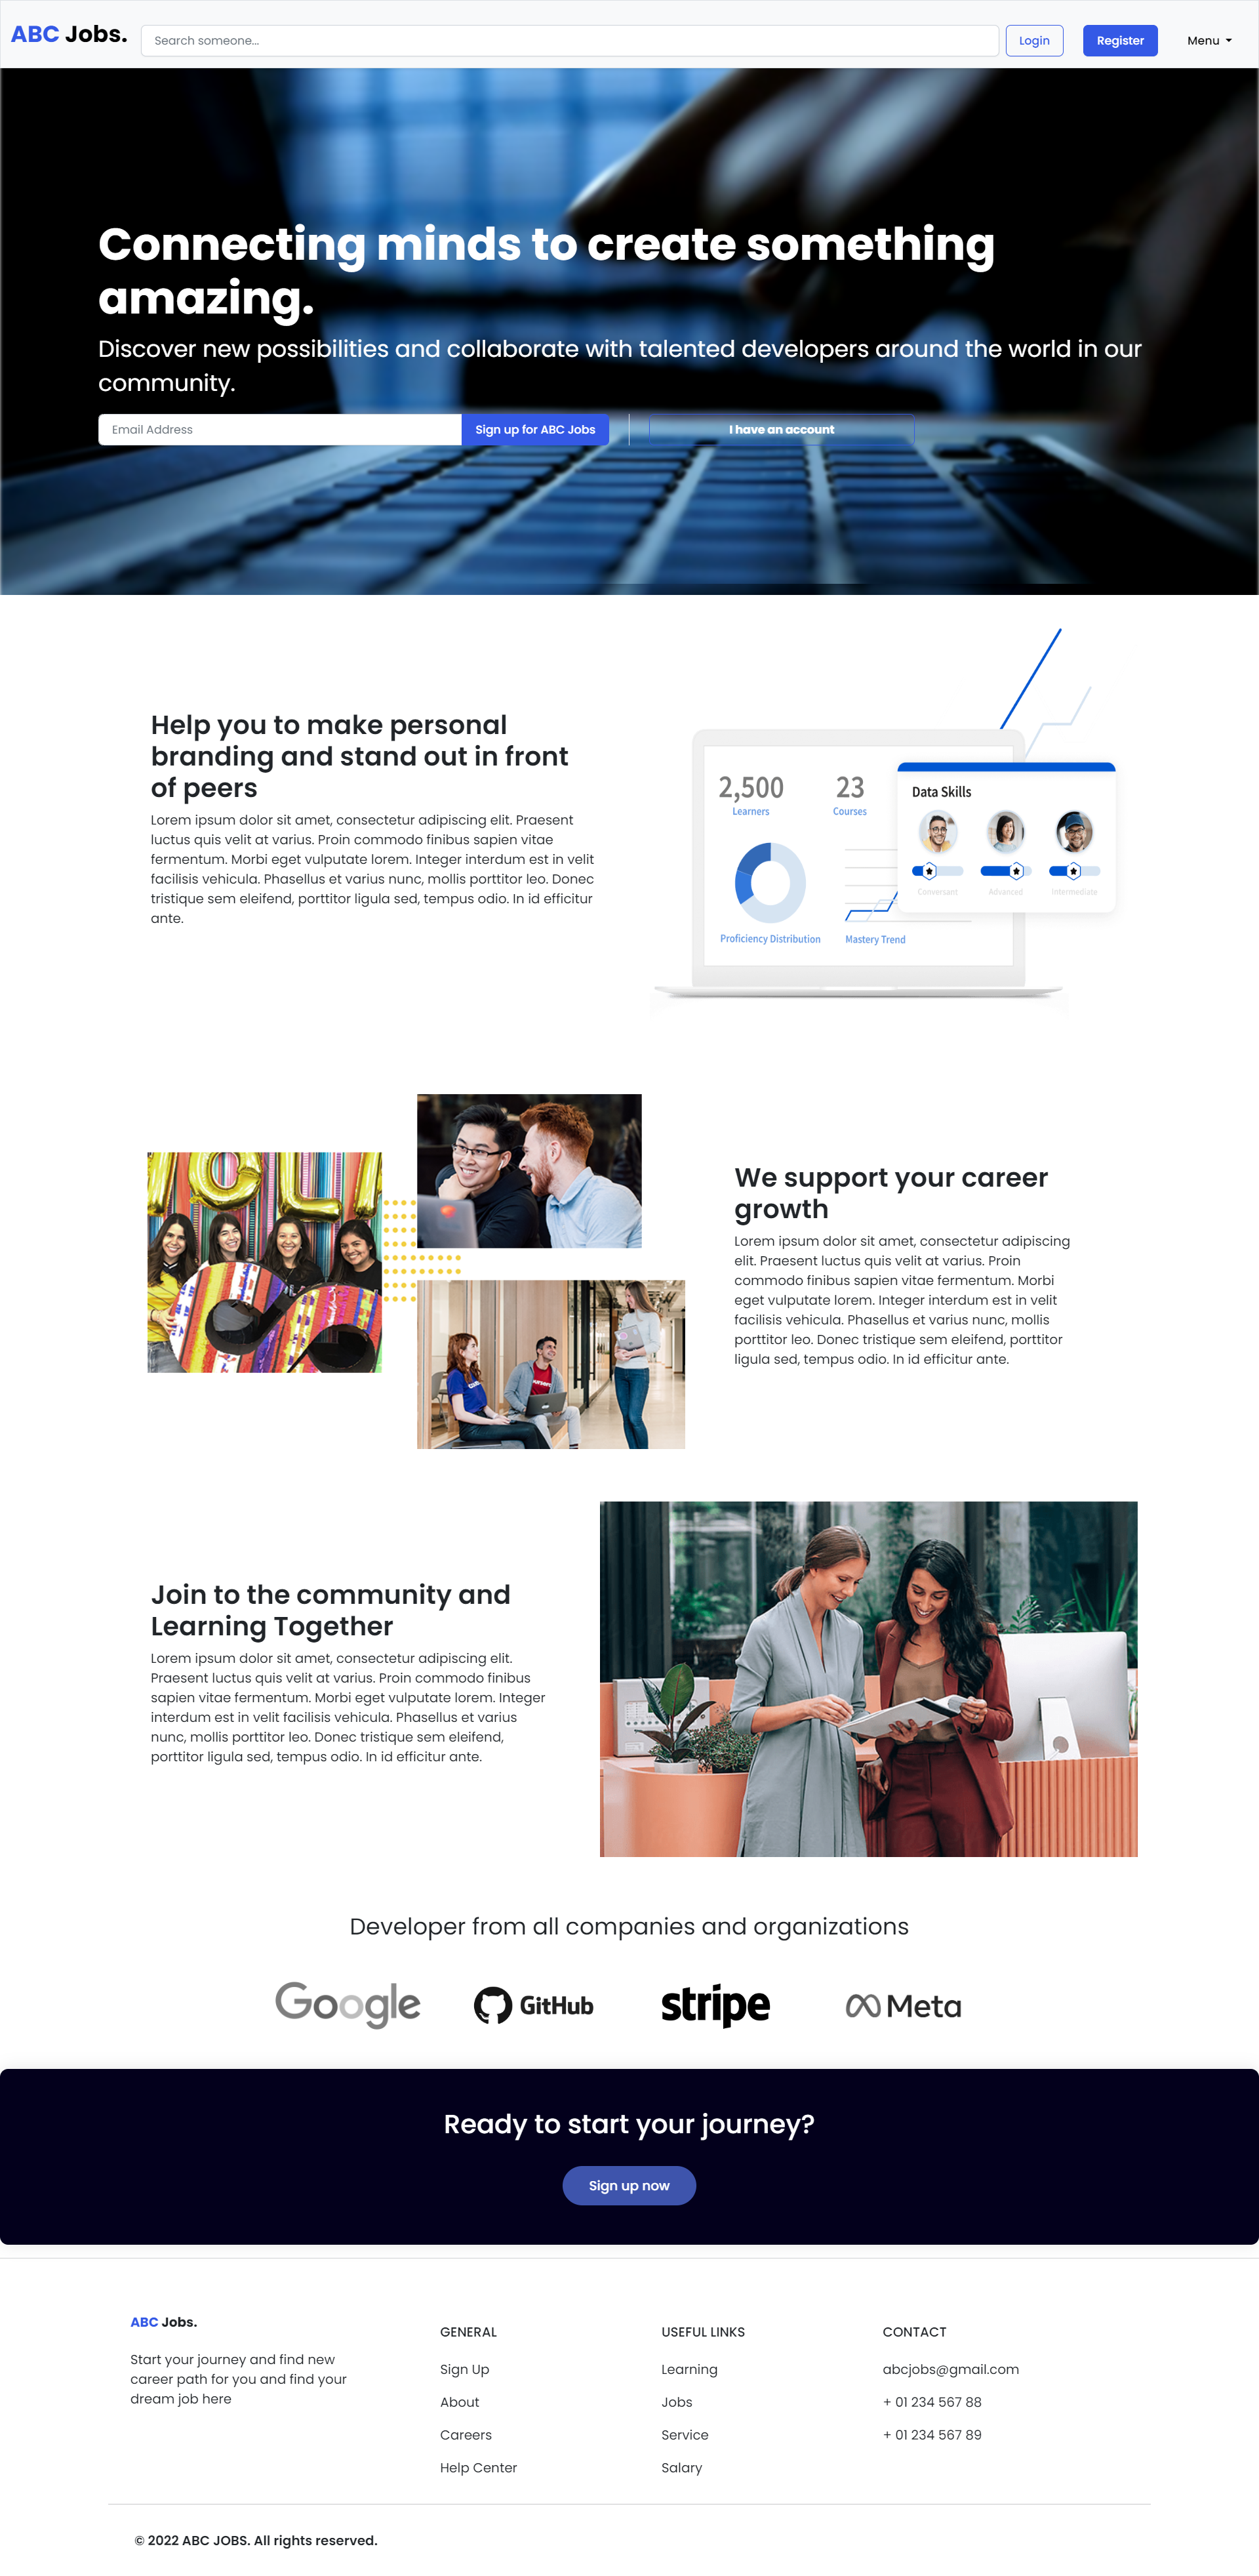 ABC Jobs.
Search someone...
Login
Register
Menu
Connecting minds to create something
amazing.
Discover new possibilities and collaborate with talented developers around the world in our
community.
Email Address
Sign up for ABC Jobs
I have an account
Help you to make personal
branding and stand out in front
of peers
Lorem ipsum dolor sit amet, consectetur adipiscing elit. Praesent
luctus quis velit at varius. Proin commodo finibus sapien vitae
fermentum. Morbi eget vulputate lorem. Integer interdum est in velit
facilisis vehicula. Phasellus et varius nunc, mollis porttitor leo. Donec
tristique sem eleifend, porttitor ligula sed, tempus odio. In id efficitur
ante.
2,500
Learners
23
Courses
Data Skills
Conversant
Advanced
Intermediate
Proficiency Distribution
Mastery Trend
We support your career
growth
Lorem ipsum dolor sit amet, consectetur adipiscing
elit. Praesent luctus quis velit at varius. Proin
commodo finibus sapien vitae fermentum. Morbi
eget vulputate lorem. Integer interdum est in velit
facilisis vehicula. Phasellus et varius nunc, mollis
porttitor leo. Donec tristique sem eleifend, porttitor
ligula sed, tempus odio. In id efficitur ante.
Join to the community and
Learning Together
Lorem ipsum dolor sit amet, consectetur adipiscing elit.
Praesent luctus quis velit at varius. Proin commodo finibus
sapien vitae fermentum. Morbi eget vulputate lorem. Integer
interdum est in velit facilisis vehicula. Phasellus et varius
nunc, mollis porttitor leo. Donec tristique sem eleifend,
porttitor ligula sed, tempus odio. In id efficitur ante.
Developer from all companies and organizations
Google
GitHub
stripe
Meta
Ready to start your journey?
Sign up now
ABC Jobs.
Start your journey and find new
career path for you and find your
dream job here
GENERAL
Sign Up
About
Careers
Help Center
USEFUL LINKS
Learning
Jobs
Service
Salary
CONTACT
abcjobs@gmail.com
+ 01 234 567 88
+ 01 234 567 89
© 2022 ABC JOBS. All rights reserved.